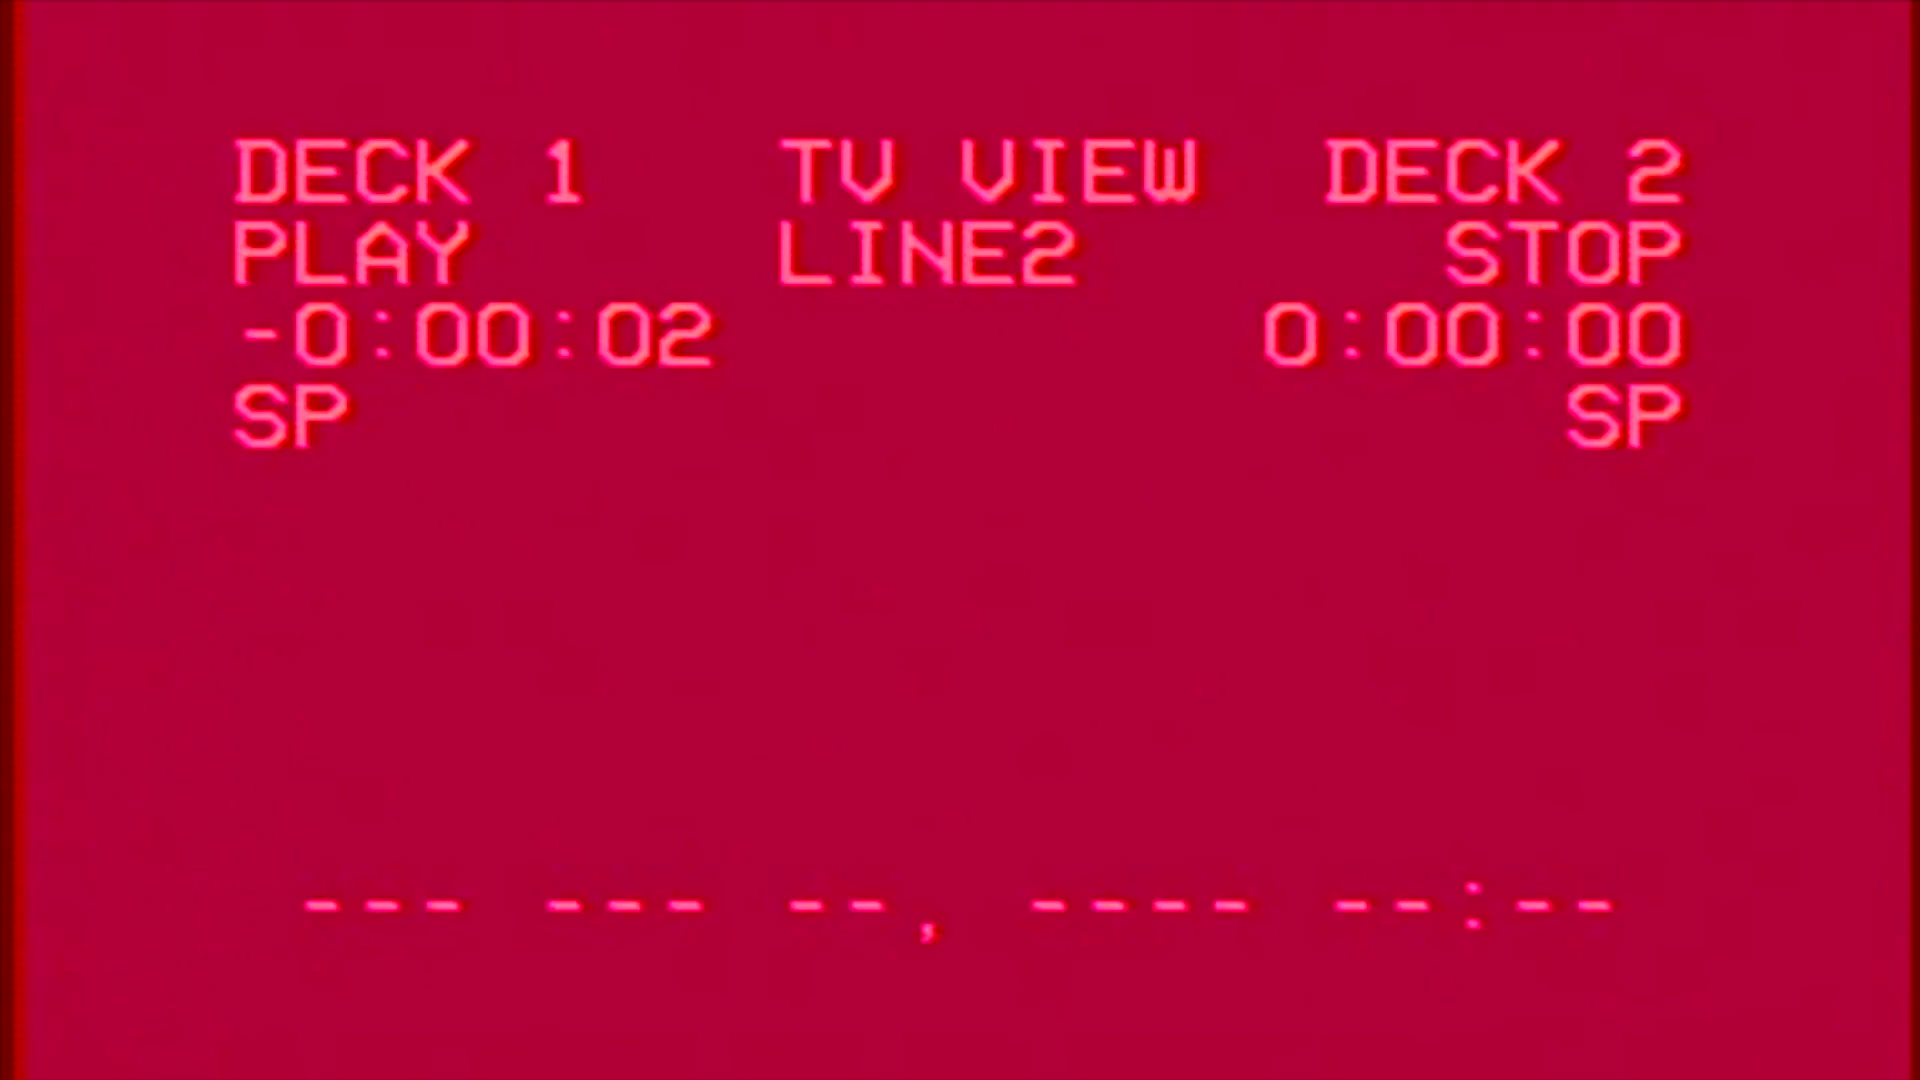 DECK 1 TV VIEW DECK 2
PLAY LINE2 STOP
-0:00:02 0:00:00
SP SP
--- --- --, ---- --:--